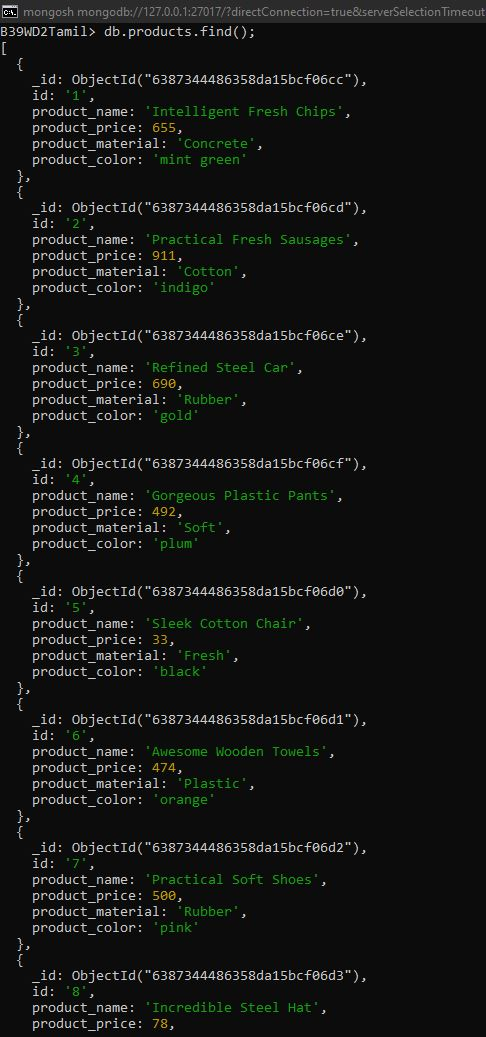 mongosh mongodb://127.0.0.1:27017/?directConnection=true&serverSelectionTimeout
B39WD2Tamil> db.products.find();
[
  {
    _id: ObjectId("6387344486358da15bcf06cc"),
    id: '1',
    product_name: 'Intelligent Fresh Chips',
    product_price: 655,
    product_material: 'Concrete',
    product_color: 'mint green'
  },
  {
    _id: ObjectId("6387344486358da15bcf06cd"),
    id: '2',
    product_name: 'Practical Fresh Sausages',
    product_price: 911,
    product_material: 'Cotton',
    product_color: 'indigo'
  },
  {
    _id: ObjectId("6387344486358da15bcf06ce"),
    id: '3',
    product_name: 'Refined Steel Car',
    product_price: 690,
    product_material: 'Rubber',
    product_color: 'gold'
  },
  {
    _id: ObjectId("6387344486358da15bcf06cf"),
    id: '4',
    product_name: 'Gorgeous Plastic Pants',
    product_price: 492,
    product_material: 'Soft',
    product_color: 'plum'
  },
  {
    _id: ObjectId("6387344486358da15bcf06d0"),
    id: '5',
    product_name: 'Sleek Cotton Chair',
    product_price: 33,
    product_material: 'Fresh',
    product_color: 'black'
  },
  {
    _id: ObjectId("6387344486358da15bcf06d1"),
    id: '6',
    product_name: 'Awesome Wooden Towels',
    product_price: 474,
    product_material: 'Plastic',
    product_color: 'orange'
  },
  {
    _id: ObjectId("6387344486358da15bcf06d2"),
    id: '7',
    product_name: 'Practical Soft Shoes',
    product_price: 500,
    product_material: 'Rubber',
    product_color: 'pink'
  },
  {
    _id: ObjectId("6387344486358da15bcf06d3"),
    id: '8',
    product_name: 'Incredible Steel Hat',
    product_price: 78,